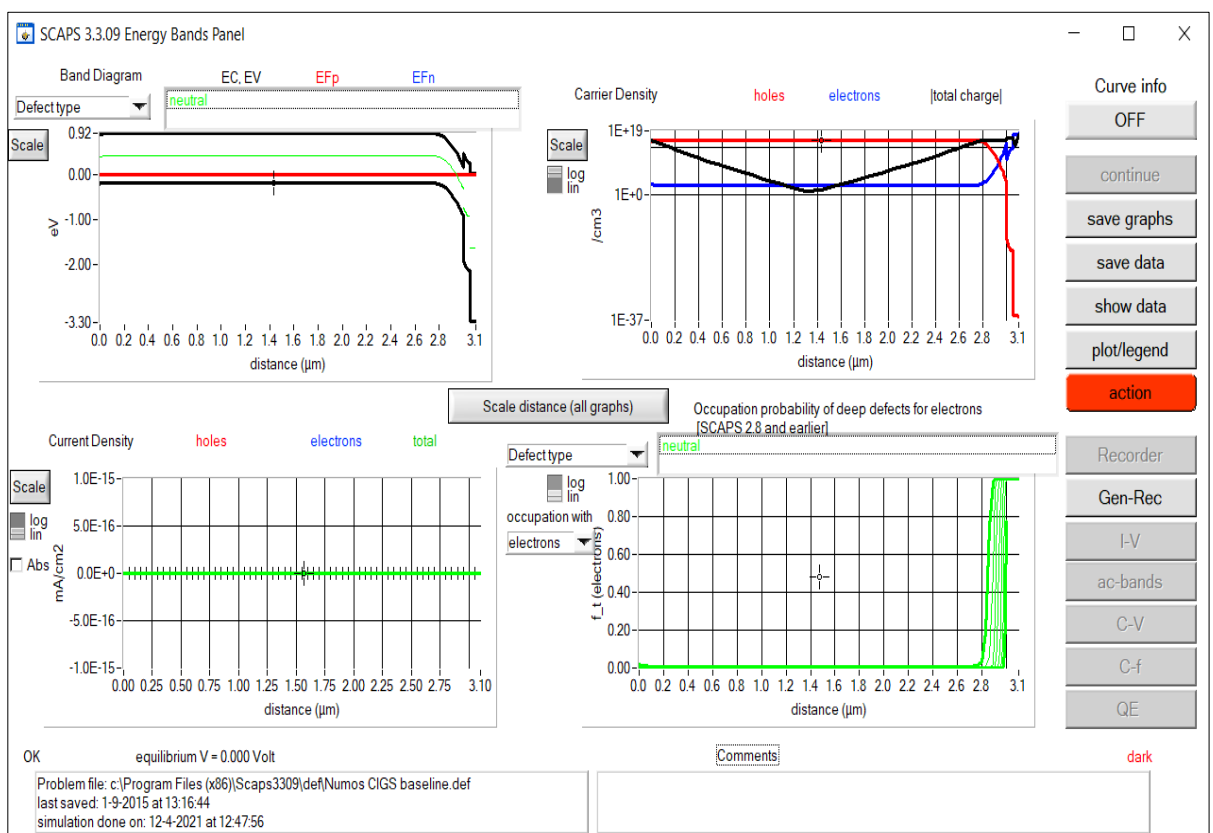 SCAPS 3.3.09 Energy Bands Panel
Band Diagram EC, EV EFp EFn
Defect type neutral
Scale
0.92
0.00
-1.00
-2.00
-3.30
eV
0.0 0.2 0.4 0.6 0.8 1.0 1.2 1.4 1.6 1.8 2.0 2.2 2.4 2.6 2.8 3.1
distance (µm)
Carrier Density holes electrons |total charge|
Scale
log
lin
1E+19
1E+0
1E-37
/cm3
0.0 0.2 0.4 0.6 0.8 1.0 1.2 1.4 1.6 1.8 2.0 2.2 2.4 2.6 2.8 3.1
distance (µm)
Curve info
OFF
continue
save graphs
save data
show data
plot/legend
action
Scale distance (all graphs)
Current Density holes electrons total
Scale
log
lin
Abs
1.0E-15
5.0E-16
0.0E+0
-5.0E-16
-1.0E-15
mA/cm2
0.00 0.25 0.50 0.75 1.00 1.25 1.50 1.75 2.00 2.25 2.50 2.75 3.10
distance (µm)
Occupation probability of deep defects for electrons
[SCAPS 2.8 and earlier]
Defect type neutral
log
lin
occupation with
electrons
1.00
0.80
0.60
0.40
0.20
0.00
f_t (electrons)
0.0 0.2 0.4 0.6 0.8 1.0 1.2 1.4 1.6 1.8 2.0 2.2 2.4 2.6 2.8 3.1
distance (µm)
Recorder
Gen-Rec
I-V
ac-bands
C-V
C-f
QE
OK equilibrium V = 0.000 Volt Comments dark
Problem file: c:\Program Files (x86)\Scaps3309\def\Numos CIGS baseline.def
last saved: 1-9-2015 at 13:16:44
simulation done on: 12-4-2021 at 12:47:56